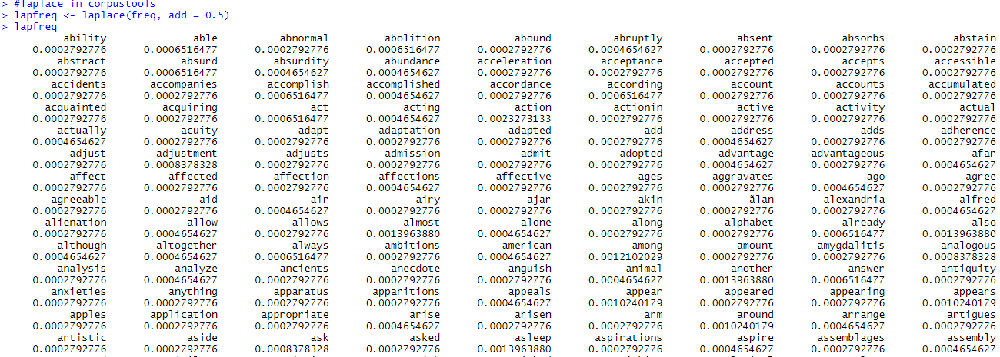 > #laplace in corpustools
> lapfreq <- laplace(freq, add = 0.5)
> lapfreq
ability able abnormal abolition abound abruptly absent absorbs abstain
0.0002792776 0.0006516477 0.0002792776 0.0006516477 0.0002792776 0.0004654627 0.0002792776 0.0002792776 0.0002792776
abstract absurd absurdity abundance acceleration acceptance accepted accepts accessible
0.0002792776 0.0006516477 0.0004654627 0.0004654627 0.0002792776 0.0002792776 0.0002792776 0.0002792776 0.0002792776
accidents accompanies accomplish accomplished accordance according account accounts accumulated
0.0002792776 0.0002792776 0.0006516477 0.0004654627 0.0002792776 0.0006516477 0.0002792776 0.0002792776 0.0002792776
acquainted acquiring act acting action actionin active activity actual
0.0002792776 0.0002792776 0.0006516477 0.0004654627 0.0023273133 0.0002792776 0.0004654627 0.0002792776 0.0002792776
actually acuity adapt adaptation adapted add address adds adherence
0.0004654627 0.0002792776 0.0002792776 0.0002792776 0.0002792776 0.0002792776 0.0004654627 0.0002792776 0.0002792776
adjust adjustment adjusts admission admit adopted advantage advantageous afar
0.0002792776 0.0008378328 0.0002792776 0.0002792776 0.0002792776 0.0002792776 0.0004654627 0.0002792776 0.0004654627
affect affected affection affections affective ages aggravates ago agree
0.0002792776 0.0002792776 0.0002792776 0.0004654627 0.0002792776 0.0002792776 0.0002792776 0.0004654627 0.0002792776
agreeable aid air airy ajar akin ãlan alexandria alfred
0.0002792776 0.0002792776 0.0004654627 0.0002792776 0.0002792776 0.0002792776 0.0002792776 0.0002792776 0.0004654627
alienation allow allows almost alone along alphabet already also
0.0002792776 0.0004654627 0.0002792776 0.0013963880 0.0004654627 0.0002792776 0.0002792776 0.0006516477 0.0013963880
although altogether always ambitions american among amount amygdalitis analogous
0.0004654627 0.0004654627 0.0006516477 0.0002792776 0.0004654627 0.0012102029 0.0002792776 0.0002792776 0.0008378328
analysis analyze ancients anecdote anguish animal another answer antiquity
0.0002792776 0.0004654627 0.0002792776 0.0002792776 0.0002792776 0.0004654627 0.0013963880 0.0006516477 0.0002792776
anxieties anything apparatus apparitions appeals appear appeared appearing appears
0.0002792776 0.0002792776 0.0002792776 0.0002792776 0.0004654627 0.0010240179 0.0002792776 0.0002792776 0.0010240179
apples application appropriate arise arisen arm around arrange artigues
0.0002792776 0.0002792776 0.0002792776 0.0004654627 0.0002792776 0.0002792776 0.0010240179 0.0004654627 0.0002792776
artistic aside ask asked asleep aspirations aspire assemblages assembly
0.0002792776 0.0002792776 0.0008378328 0.0002792776 0.0013963880 0.0002792776 0.0004654627 0.0002792776 0.0004654627